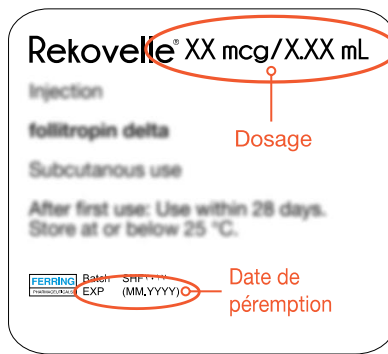 Rekovelle® XX mcg/X.XX mL
Injection
follitropin delta
Dosage
Subcutanous use
After first use: Use within 28 days.
Store at or below 25 °C.
FERRING
PHARMACEUTICALS
Batch
EXP (MM.YYYY)
Date de
péremption